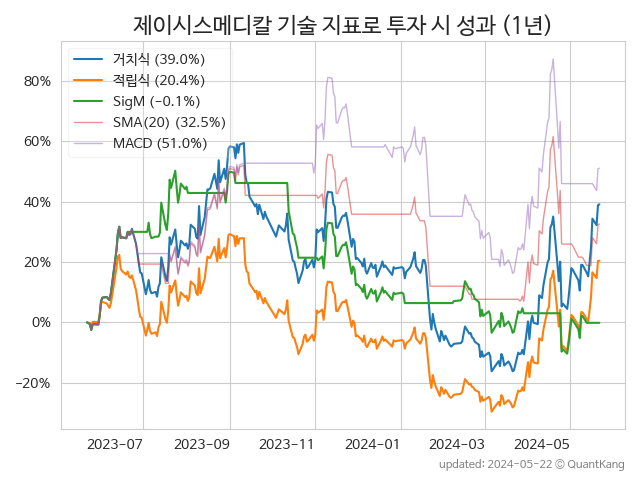 제이시스메디칼 기술 지표로 투자 시 성과 (1년)
거치식 (39.0%)
적립식 (20.4%)
SigM (−0.1%)
SMA(20) (32.5%)
MACD (51.0%)
80%
60%
40%
20%
0%
−20%
2023-07
2023-09
2023-11
2024-01
2024-03
2024-05
updated: 2024-05-22 © QuantKang